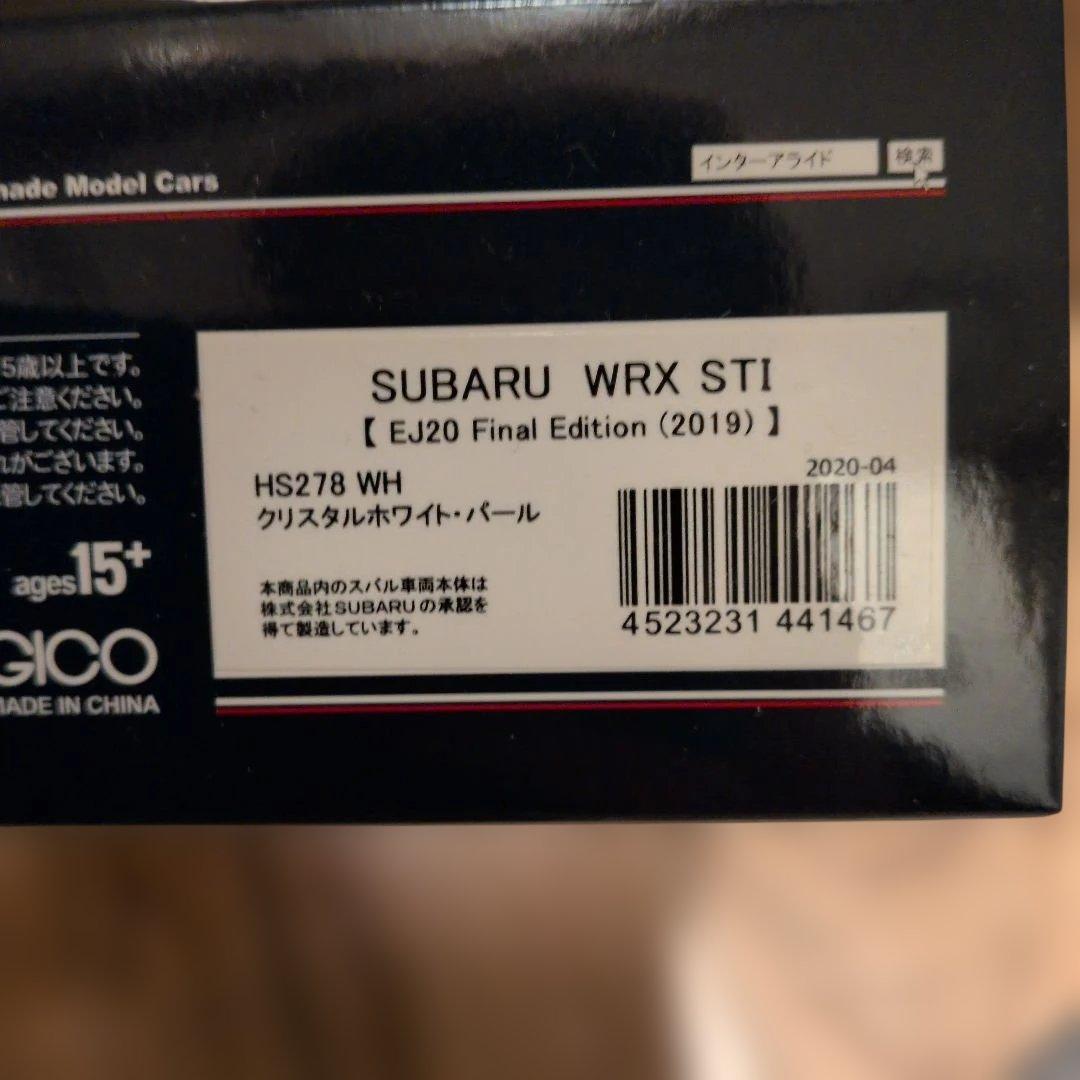 インターアライド 検索
made Model Cars
5歳以上です。
ご注意ください。
管してください。
れがございます。
管してください。
ages15+
GICO
MADE IN CHINA
SUBARU WRX STI
【 EJ20 Final Edition (2019) 】
2020-04
HS278 WH
クリスタルホワイト・パール
本商品内のスバル車両本体は
株式会社SUBARUの承認を
得て製造しています。
4523231 441467